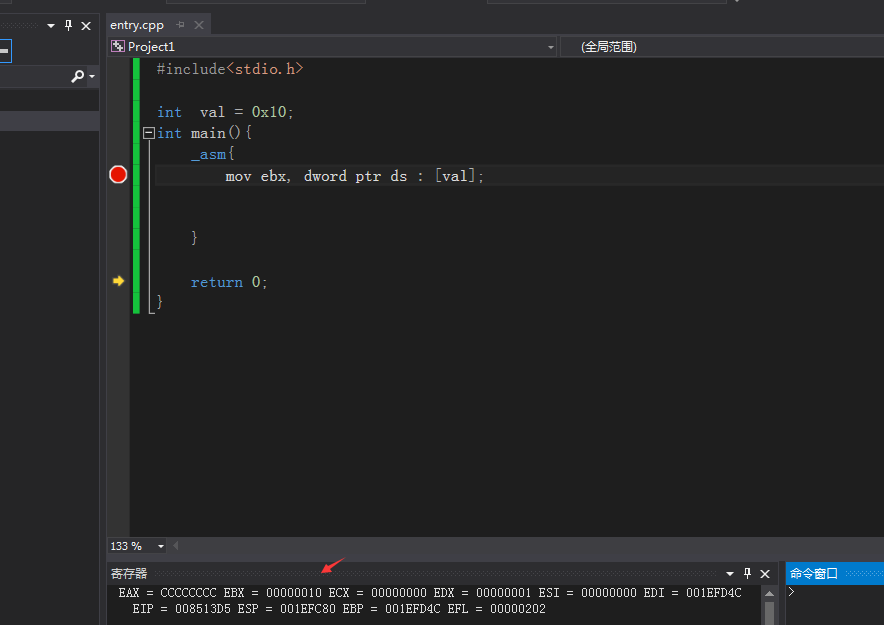 entry.cpp
Project1
(全局范围)
#include<stdio.h>
int  val = 0x10;
int main(){
_asm{
mov ebx, dword ptr ds : [val];
}
return 0;
}
133 %
寄存器
命令窗口
EAX = CCCCCCCC EBX = 00000010 ECX = 00000000 EDX = 00000001 ESI = 00000000 EDI = 001EFD4C
EIP = 008513D5 ESP = 001EFC80 EBP = 001EFD4C EFL = 00000202
>